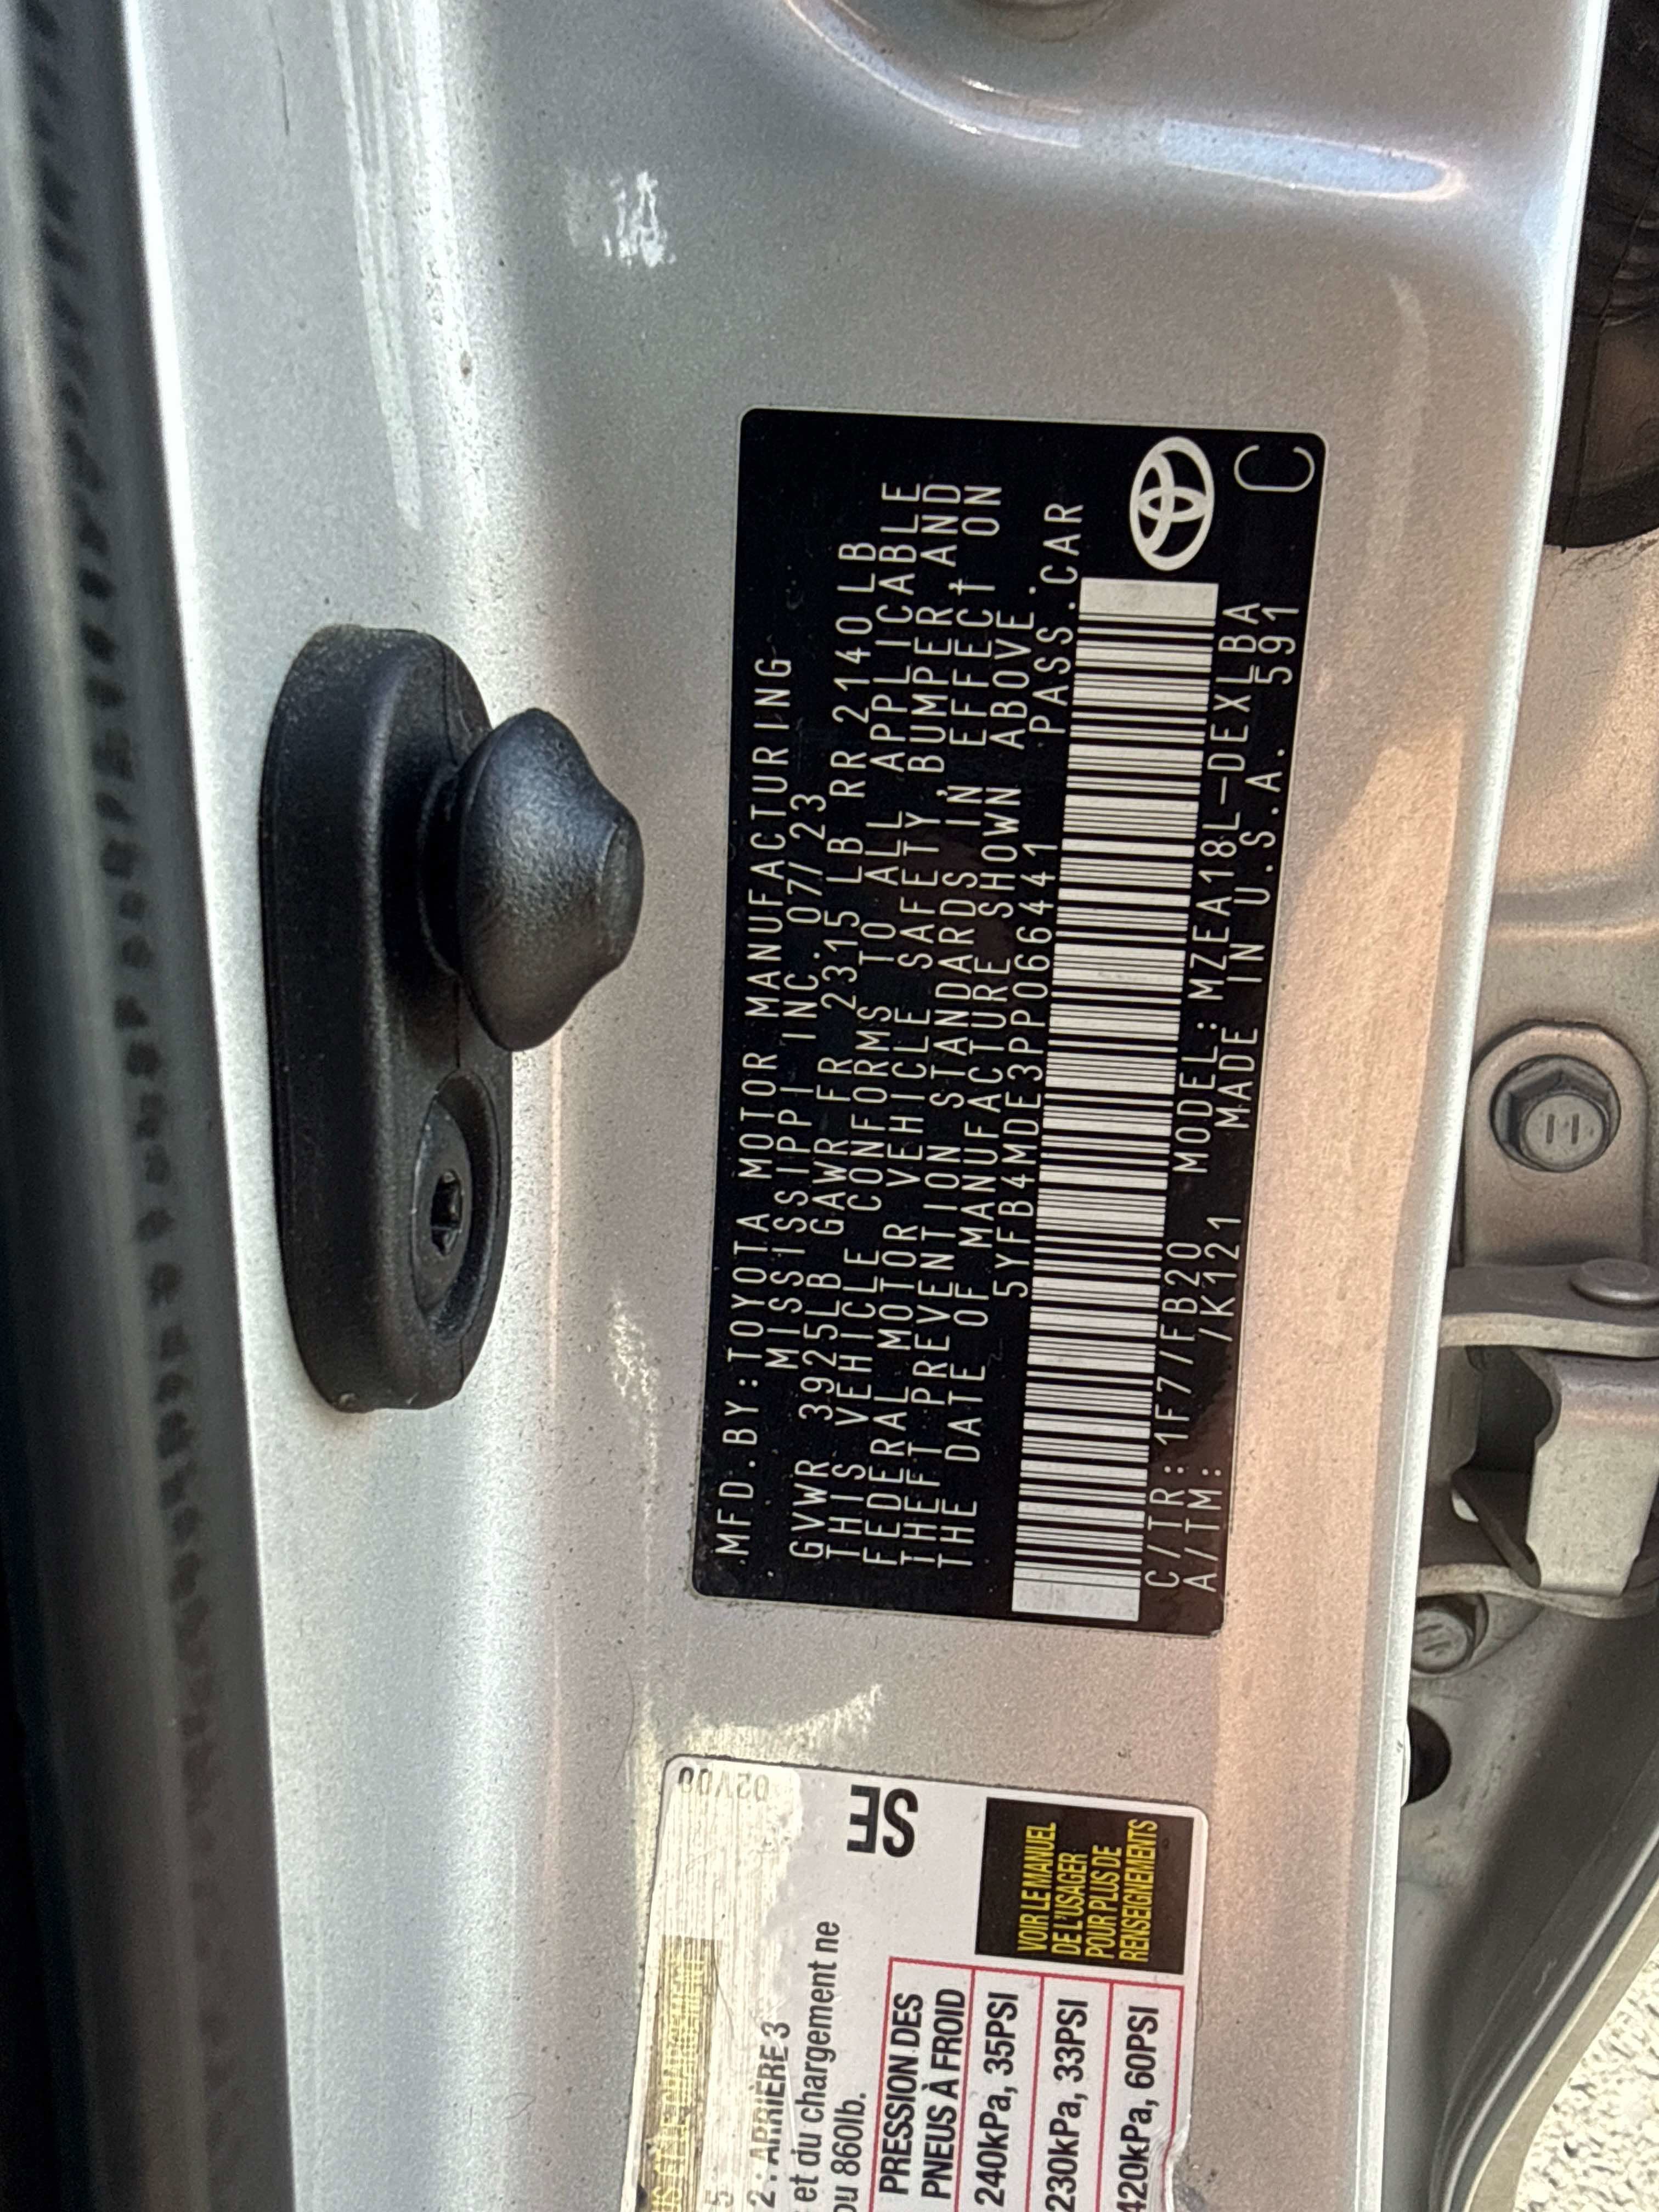 MFD.BY:TOYOTA MOTOR MANUFACTURING
MISSISSIPPI INC. 07/23
GVWR 3925LB GAWR FR 2315 LB RR 2140LB
THIS VEHICLE CONFORMS TO ALL APPLICABLE
FEDERAL MOTOR VEHICLE SAFETY,BUMPER,AND
THEFT PREVENTION STANDARDS IN EFFECT ON
THE DATE OF MANUFACTURE SHOWN ABOVE.
5YFB4MDE3PP066441 PASS.CAR
C/TR:1F7/FB20 MODEL:MZEA18L-DEXLBA
A/TM: /K121 MADE IN U.S.A. 591
C
02V00
SE
5
2 : ARRIÈRE 3
et du chargement ne
ou 860lb.
PRESSION DES
PNEUS À FROID
240kPa, 35PSI
230kPa, 33PSI
420kPa, 60PSI
VOIR LE MANUEL
DE L'USAGER
POUR PLUS DE
RENSEIGNEMENTS